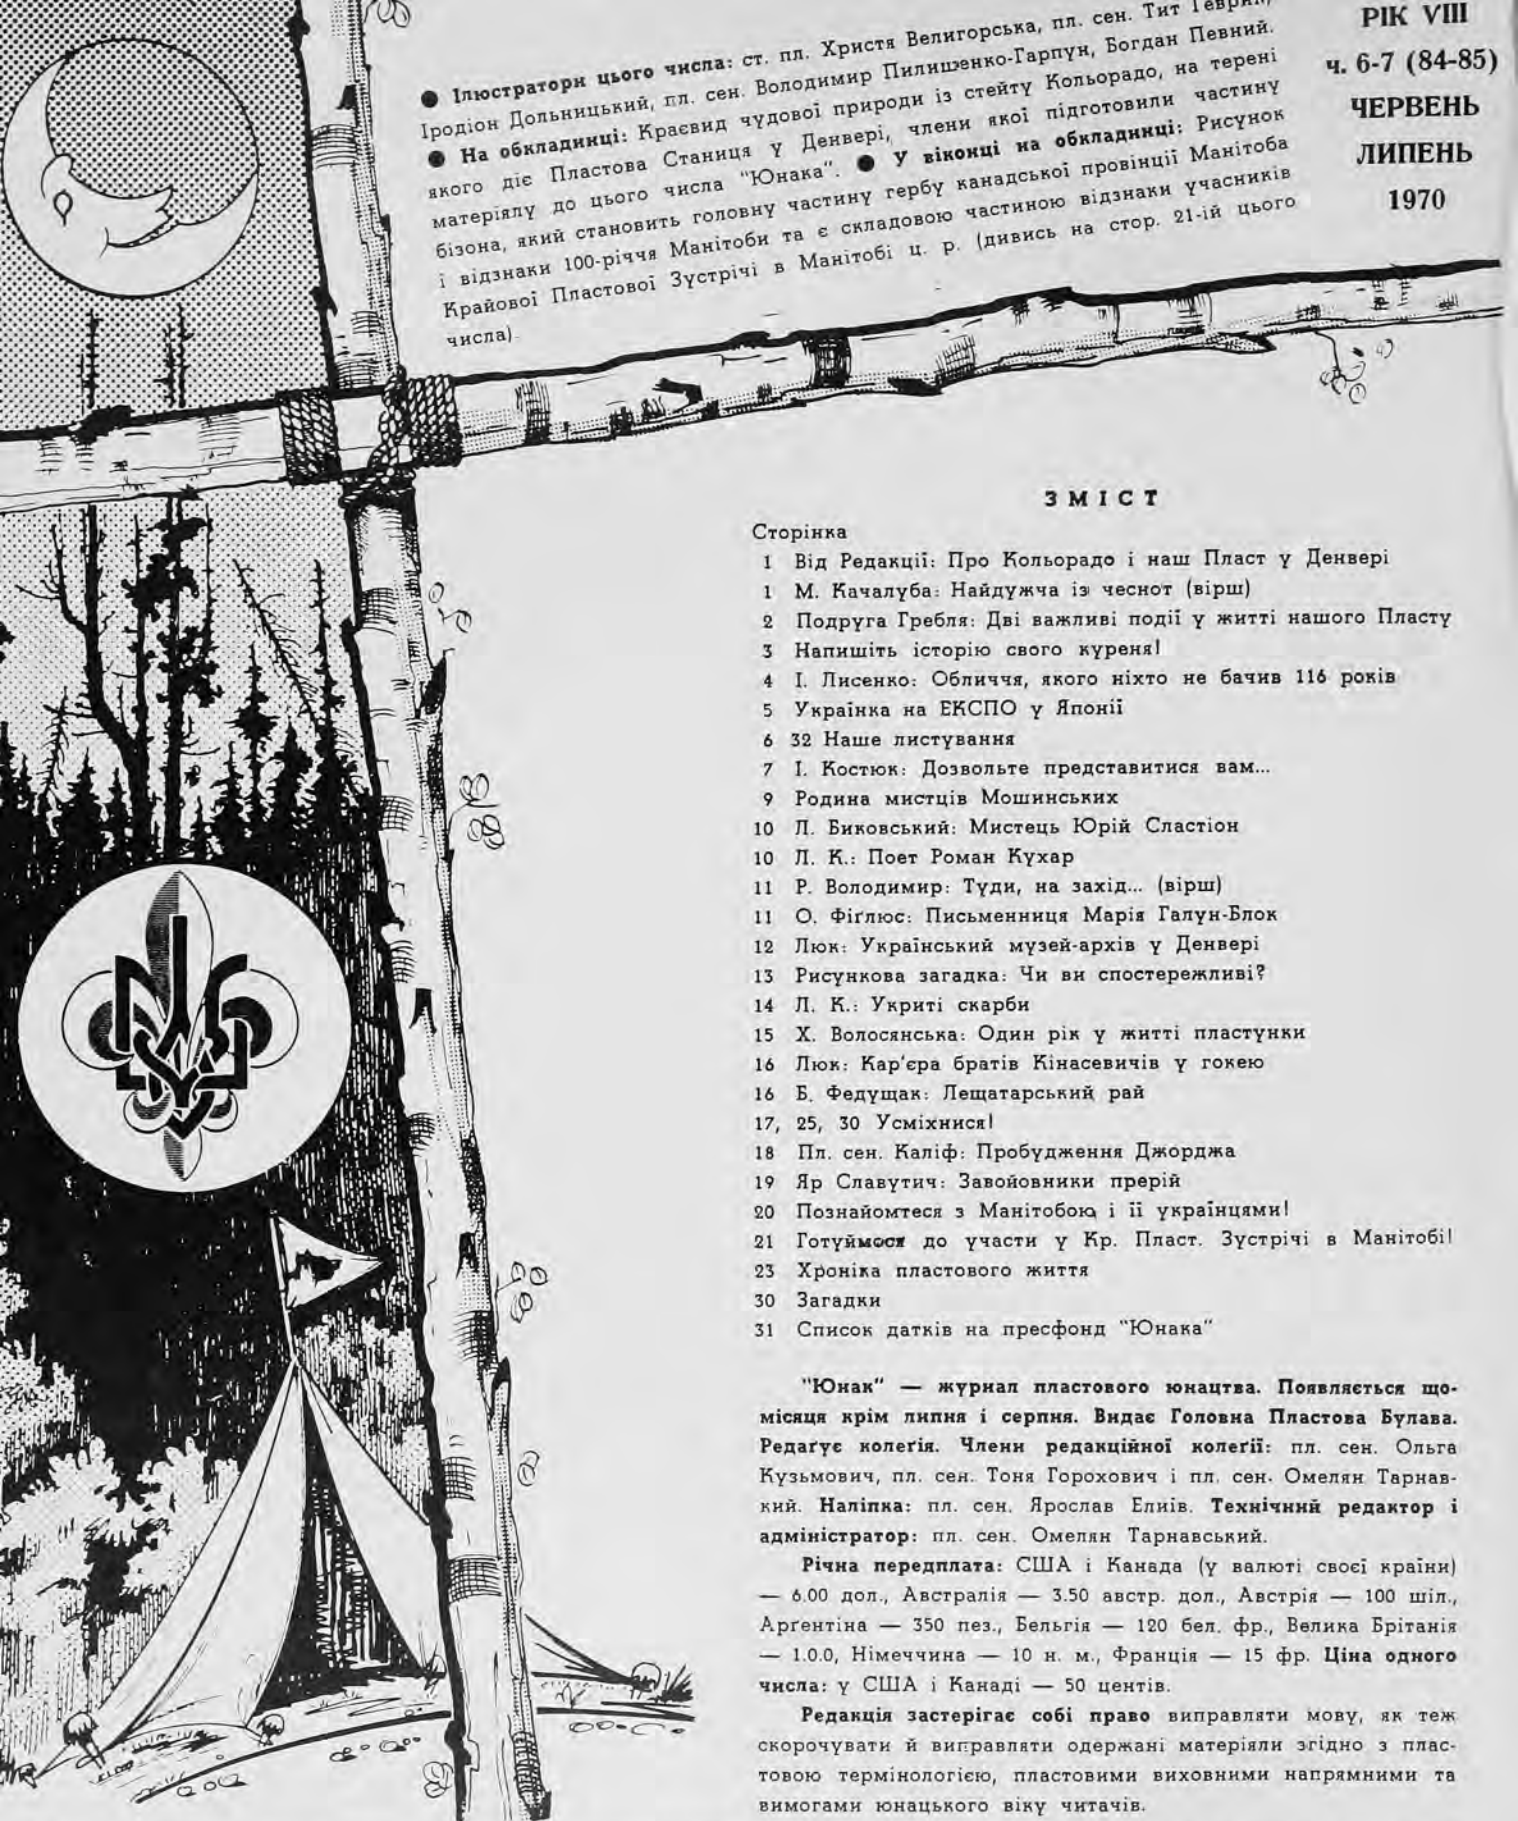 ● Ілюстратори цього числа: ст. пл. Христя Велигорська, пл. сен. Тит
Іродіон Дольницький, пл. сен. Володимир Пилишенко-Гарпун, Богдан Певний.
● На обкладинці: Краєвид чудової природи із стейту Кольорадо, на терені
якого діє Пластова Станиця у Денвері, члени якої підготовили частину
матеріялу до цього числа "Юнака". ● У віконці на обкладинці: Рисунок
бізона, який становить головну частину гербу канадської провінції Манітоба
і відзнаки 100-річчя Манітоби та є складовою частиною відзнаки учасників
Крайової Пластової Зустрічі в Манітобі ц. р. (дивись на стор. 21-ій цього
числа).
РІК VIII
ч. 6-7 (84-85)
ЧЕРВЕНЬ
ЛИПЕНЬ
1970
ЗМІСТ
Сторінка
1 Від Редакції: Про Кольорадо і наш Пласт у Денвері
1 М. Качалуба: Найдужча із чеснот (вірш)
2 Подруга Гребля: Дві важливі події у житті нашого Пласту
3 Напишіть історію свого куреня!
4 І. Лисенко: Обличчя, якого ніхто не бачив 116 років
5 Українка на ЕКСПО у Японії
6 32 Наше листування
7 І. Костюк: Дозвольте представитися вам...
9 Родина мистців Мошинських
10 Л. Биковський: Мистець Юрій Сластіон
10 Л. К.: Поет Роман Кухар
11 Р. Володимир: Туди, на захід... (вірш)
11 О. Фіґлюс: Письменниця Марія Галун-Блок
12 Люк: Український музей-архів у Денвері
13 Рисункова загадка: Чи ви спостережливі?
14 Л. К.: Укриті скарби
15 Х. Волосянська: Один рік у житті пластунки
16 Люк: Кар'єра братів Кінасевичів у гокею
16 Б. Федущак: Лещатарський рай
17, 25, 30 Усміхнися!
18 Пл. сен. Каліф: Пробудження Джорджа
19 Яр Славутич: Завойовники прерій
20 Познайомтеся з Манітобою і її українцями!
21 Готуймося до участи у Кр. Пласт. Зустрічі в Манітобі!
23 Хроніка пластового життя
30 Загадки
31 Список датків на пресфонд "Юнака"
"Юнак" — журнал пластового юнацтва. Появляється що-
місяця крім липня і серпня. Видає Головна Пластова Булава.
Редаґує колеґія. Члени редакційної колеґії: пл. сен. Ольга
Кузьмович, пл. сен. Тоня Горохович і пл. сен. Омелян Тарнав-
кий. Наліпка: пл. сен. Ярослав Елиів. Технічний редактор і
адміністратор: пл. сен. Омелян Тарнавський.
Річна передплата: США і Канада (у валюті своєї країни)
— 6.00 дол., Австралія — 3.50 австр. дол., Австрія — 100 шіл.,
Арґентіна — 350 пез., Бельгія — 120 бел. фр., Велика Брітанія
— 1.0.0, Німеччина — 10 н. м., Франція — 15 фр. Ціна одного
числа: у США і Канаді — 50 центів.
Редакція застерігає собі право виправляти мову, як теж
скорочувати й виправляти одержані матеріяли згідно з плас-
товою термінологією, пластовими виховними напрямними та
вимогами юнацького віку читачів.